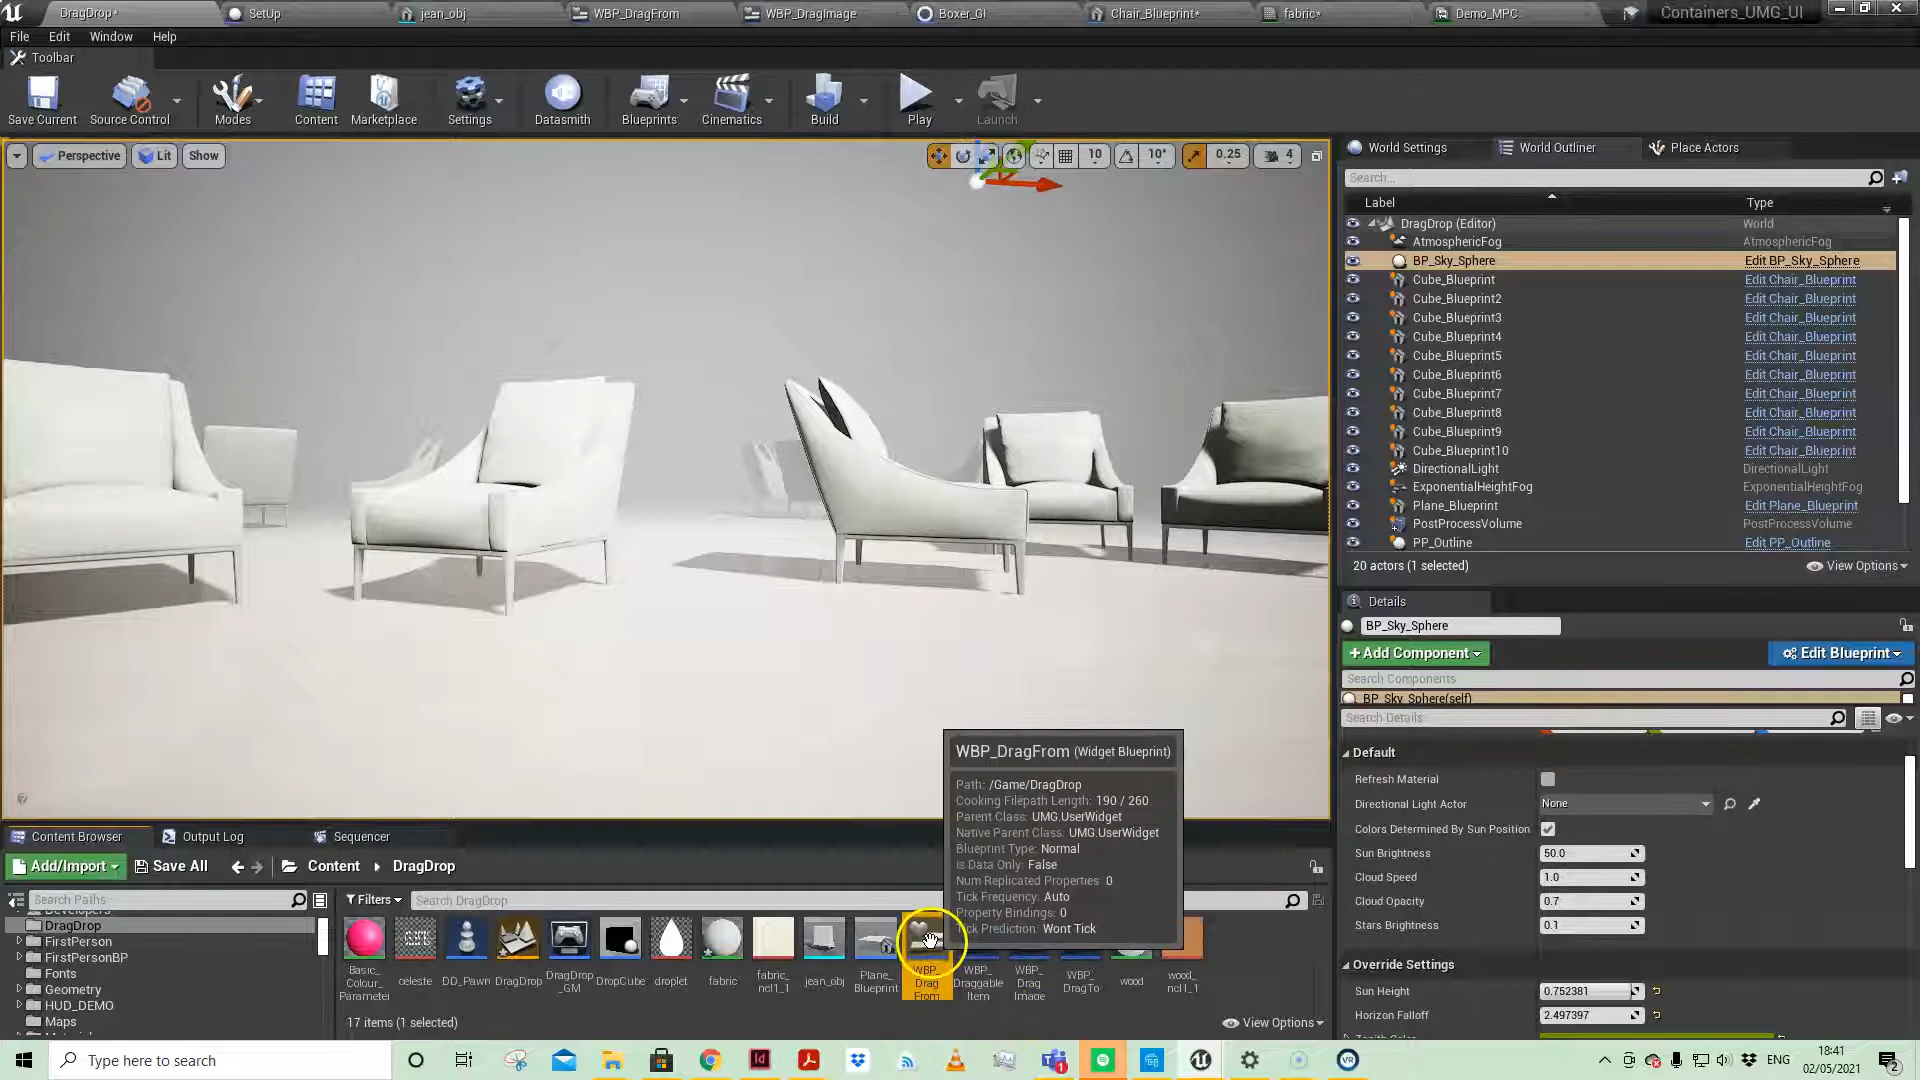 DragDrop*
SetUp
jean_obj
WBP_DragFrom
WBP_DragImage
Boxer_GI
Chair_Blueprint*
fabric*
Demo_MPC
Containers_UMG_UI
File
Edit
Window
Help
Toolbar
Save Current
Source Control
Modes
Content
Marketplace
Settings
Datasmith
Blueprints
Cinematics
Build
Play
Launch
Perspective
Lit
Show
10
10°
0.25
4
World Settings
World Outliner
Place Actors
Search...
Label
Type
DragDrop (Editor) World
AtmosphericFog AtmosphericFog
BP_Sky_Sphere Edit BP_Sky_Sphere
Cube_Blueprint Edit Chair_Blueprint
Cube_Blueprint2 Edit Chair_Blueprint
Cube_Blueprint3 Edit Chair_Blueprint
Cube_Blueprint4 Edit Chair_Blueprint
Cube_Blueprint5 Edit Chair_Blueprint
Cube_Blueprint6 Edit Chair_Blueprint
Cube_Blueprint7 Edit Chair_Blueprint
Cube_Blueprint8 Edit Chair_Blueprint
Cube_Blueprint9 Edit Chair_Blueprint
Cube_Blueprint10 Edit Chair_Blueprint
DirectionalLight DirectionalLight
ExponentialHeightFog ExponentialHeightFog
Plane_Blueprint Edit Plane_Blueprint
PostProcessVolume PostProcessVolume
PP_Outline Edit PP_Outline
20 actors (1 selected)
View Options
Details
BP_Sky_Sphere
+Add Component
Edit Blueprint
Search Components
BP_Sky_Sphere(self)
Search Details
Default
Refresh Material
Directional Light Actor None
Colors Determined By Sun Position
Sun Brightness 50.0
Cloud Speed 1.0
Cloud Opacity 0.7
Stars Brightness 0.1
Override Settings
Sun Height 0.752381
Horizon Falloff 2.497397
Zenith Color
WBP_DragFrom (Widget Blueprint)
Path: /Game/DragDrop
Cooking Filepath Length: 190 / 260
Parent Class: UMG.UserWidget
Native Parent Class: UMG.UserWidget
Blueprint Type: Normal
Is Data Only: False
Num Replicated Properties 0
Tick Frequency: Auto
Property Bindings: 0
Tick Prediction: Wont Tick
Content Browser
Output Log
Sequencer
Add/Import
Save All
Content
DragDrop
Search Paths
Filters
Search DragDrop
Developers
DragDrop
FirstPerson
FirstPersonBP
Fonts
Geometry
HUD_DEMO
Maps
Basic_
Colour_
Parameter
celeste
DD_Pawn
DragDrop
DragDrop
_GM
DropCube
droplet
fabric
fabric_
ncl1_1
jean_obj
Plane_
Blueprint
WBP_
Drag
From
WBP_
Draggable
Item
WBP_
Drag
Image
WBP_
DragTo
wood
wood_
ncl1_1
17 items (1 selected)
View Options
Type here to search
ENG
18:41
02/05/2021
2